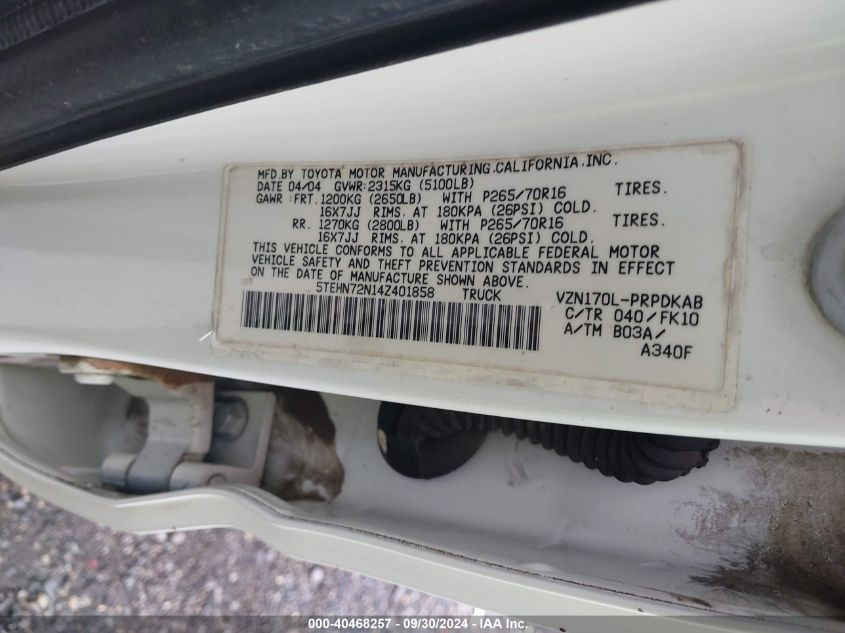 MFD.BY TOYOTA MOTOR MANUFACTURING,CALIFORNIA,INC.
DATE 04/04 GVWR:2315KG (5100LB)
GAWR :FRT.1200KG (2650LB) WITH P265/70R16 TIRES.
16X7JJ RIMS. AT 180KPA (26PSI) COLD.
RR. 1270KG (2800LB) WITH P265/70R16 TIRES.
16X7JJ RIMS. AT 180KPA (26PSI) COLD.
THIS VEHICLE CONFORMS TO ALL APPLICABLE FEDERAL MOTOR
VEHICLE SAFETY AND THEFT PREVENTION STANDARDS IN EFFECT
ON THE DATE OF MANUFACTURE SHOWN ABOVE.
5TEHN72N14Z401858 TRUCK VZN170L-PRPDKAB
C/TR 040/FK10
A/TM B03A/
A340F
000-40468257 - 09/30/2024 - IAA Inc.